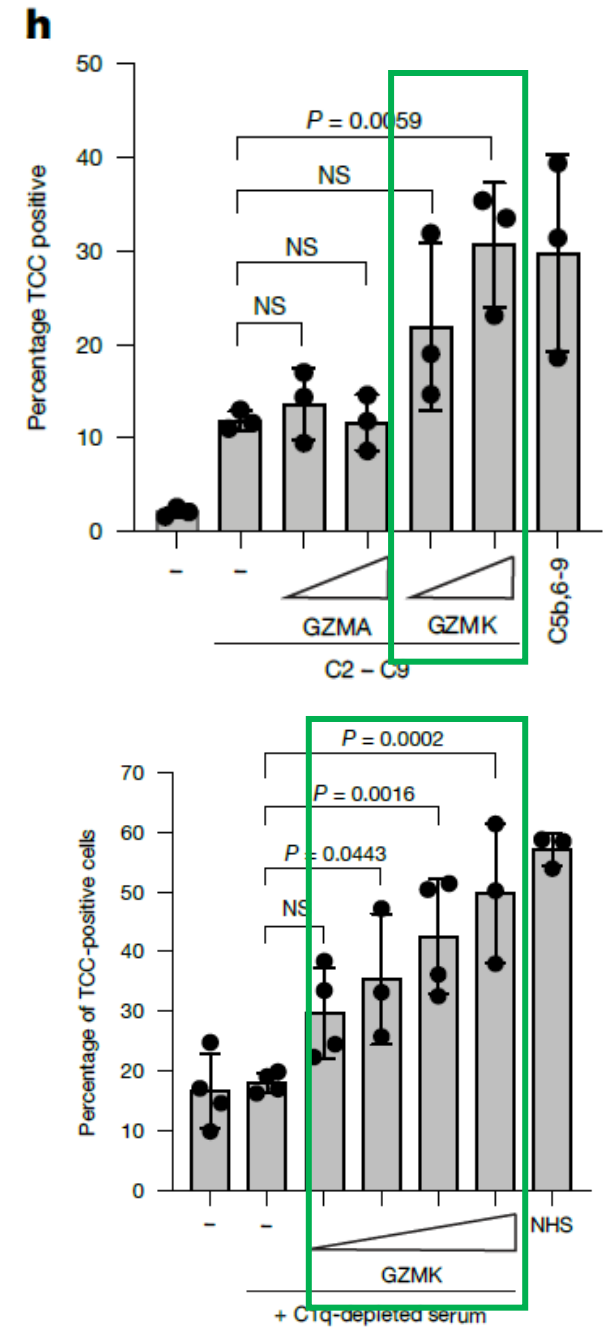 h
50
P = 0.0059
40
NS
30
NS
NS
20
10
0
Percentage TCC positive
– –
GZMA GZMK
C5b,6-9
C2 – C9
P = 0.0002
70
P = 0.0016
60
P = 0.0443
50
NS
40
30
20
10
0
Percentage of TCC-positive cells
– – NHS
GZMK
+ C1q-depleted serum